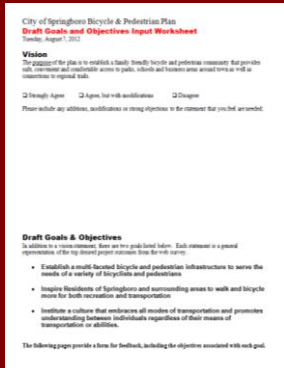 City of Springboro Bicycle & Pedestrian Plan
Draft Goals and Objectives Input Worksheet
Tuesday, August 7, 2012
Vision
The purpose of the plan is to establish a family friendly bicycle and pedestrian community that provides
safe, convenient and comfortable access to parks, schools and business areas around town as well as
connections to regional trails.
❑ Strongly Agree ❑ Agree, but with modifications ❑ Disagree
Please include any additions, modifications or strong objections to the statement that you feel are needed:
Draft Goals & Objectives
In addition to a vision statement, there are two goals listed below. Each statement is a general
representation of the top desired project outcomes from the web survey.
• Establish a multi-faceted bicycle and pedestrian infrastructure to serve the
needs of a variety of bicyclists and pedestrians
• Inspire Residents of Springboro and surrounding areas to walk and bicycle
more for both recreation and transportation
• Institute a culture that embraces all modes of transportation and promotes
understanding between individuals regardless of their means of
transportation or abilities.
The following pages provide a form for feedback, including the objectives associated with each goal.